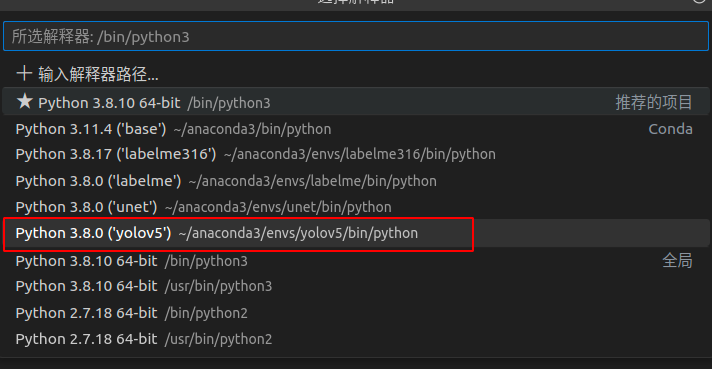 选择解释器
所选解释器: /bin/python3
输入解释器路径...
Python 3.8.10 64-bit /bin/python3 推荐的项目
Python 3.11.4 ('base') ~/anaconda3/bin/python Conda
Python 3.8.17 ('labelme316') ~/anaconda3/envs/labelme316/bin/python
Python 3.8.0 ('labelme') ~/anaconda3/envs/labelme/bin/python
Python 3.8.0 ('unet') ~/anaconda3/envs/unet/bin/python
Python 3.8.0 ('yolov5') ~/anaconda3/envs/yolov5/bin/python
Python 3.8.10 64-bit /bin/python3 全局
Python 3.8.10 64-bit /usr/bin/python3
Python 2.7.18 64-bit /bin/python2
Python 2.7.18 64-bit /usr/bin/python2